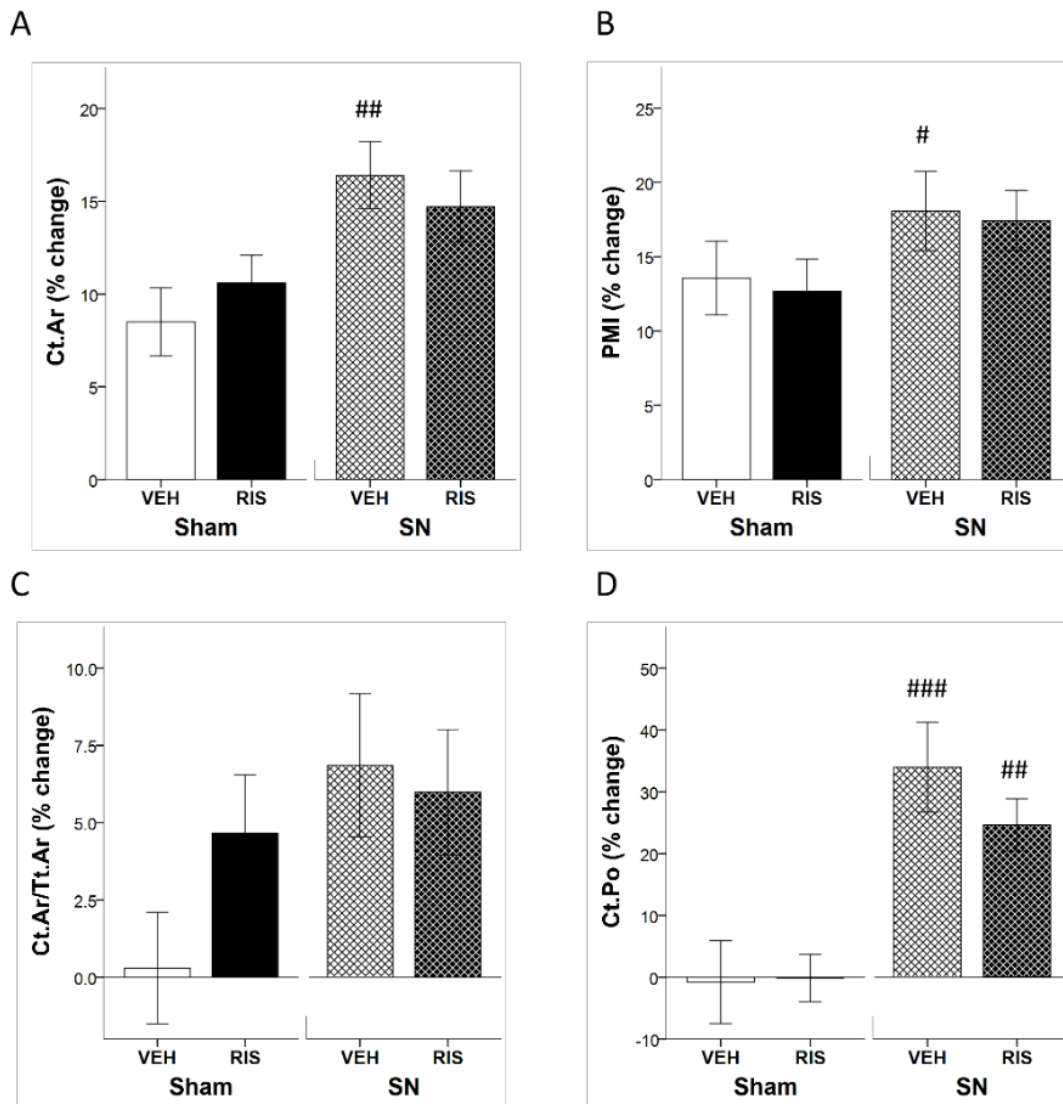 A
Ct.Ar (% change)
20
15
10
5
0
##
VEH RIS VEH RIS
Sham SN
B
PMI (% change)
25
20
15
10
5
0
#
VEH RIS VEH RIS
Sham SN
C
Ct.Ar/Tt.Ar (% change)
10.0
7.5
5.0
2.5
0.0
VEH RIS VEH RIS
Sham SN
D
Ct.Po (% change)
50
40
30
20
10
0
-10
###
##
VEH RIS VEH RIS
Sham SN